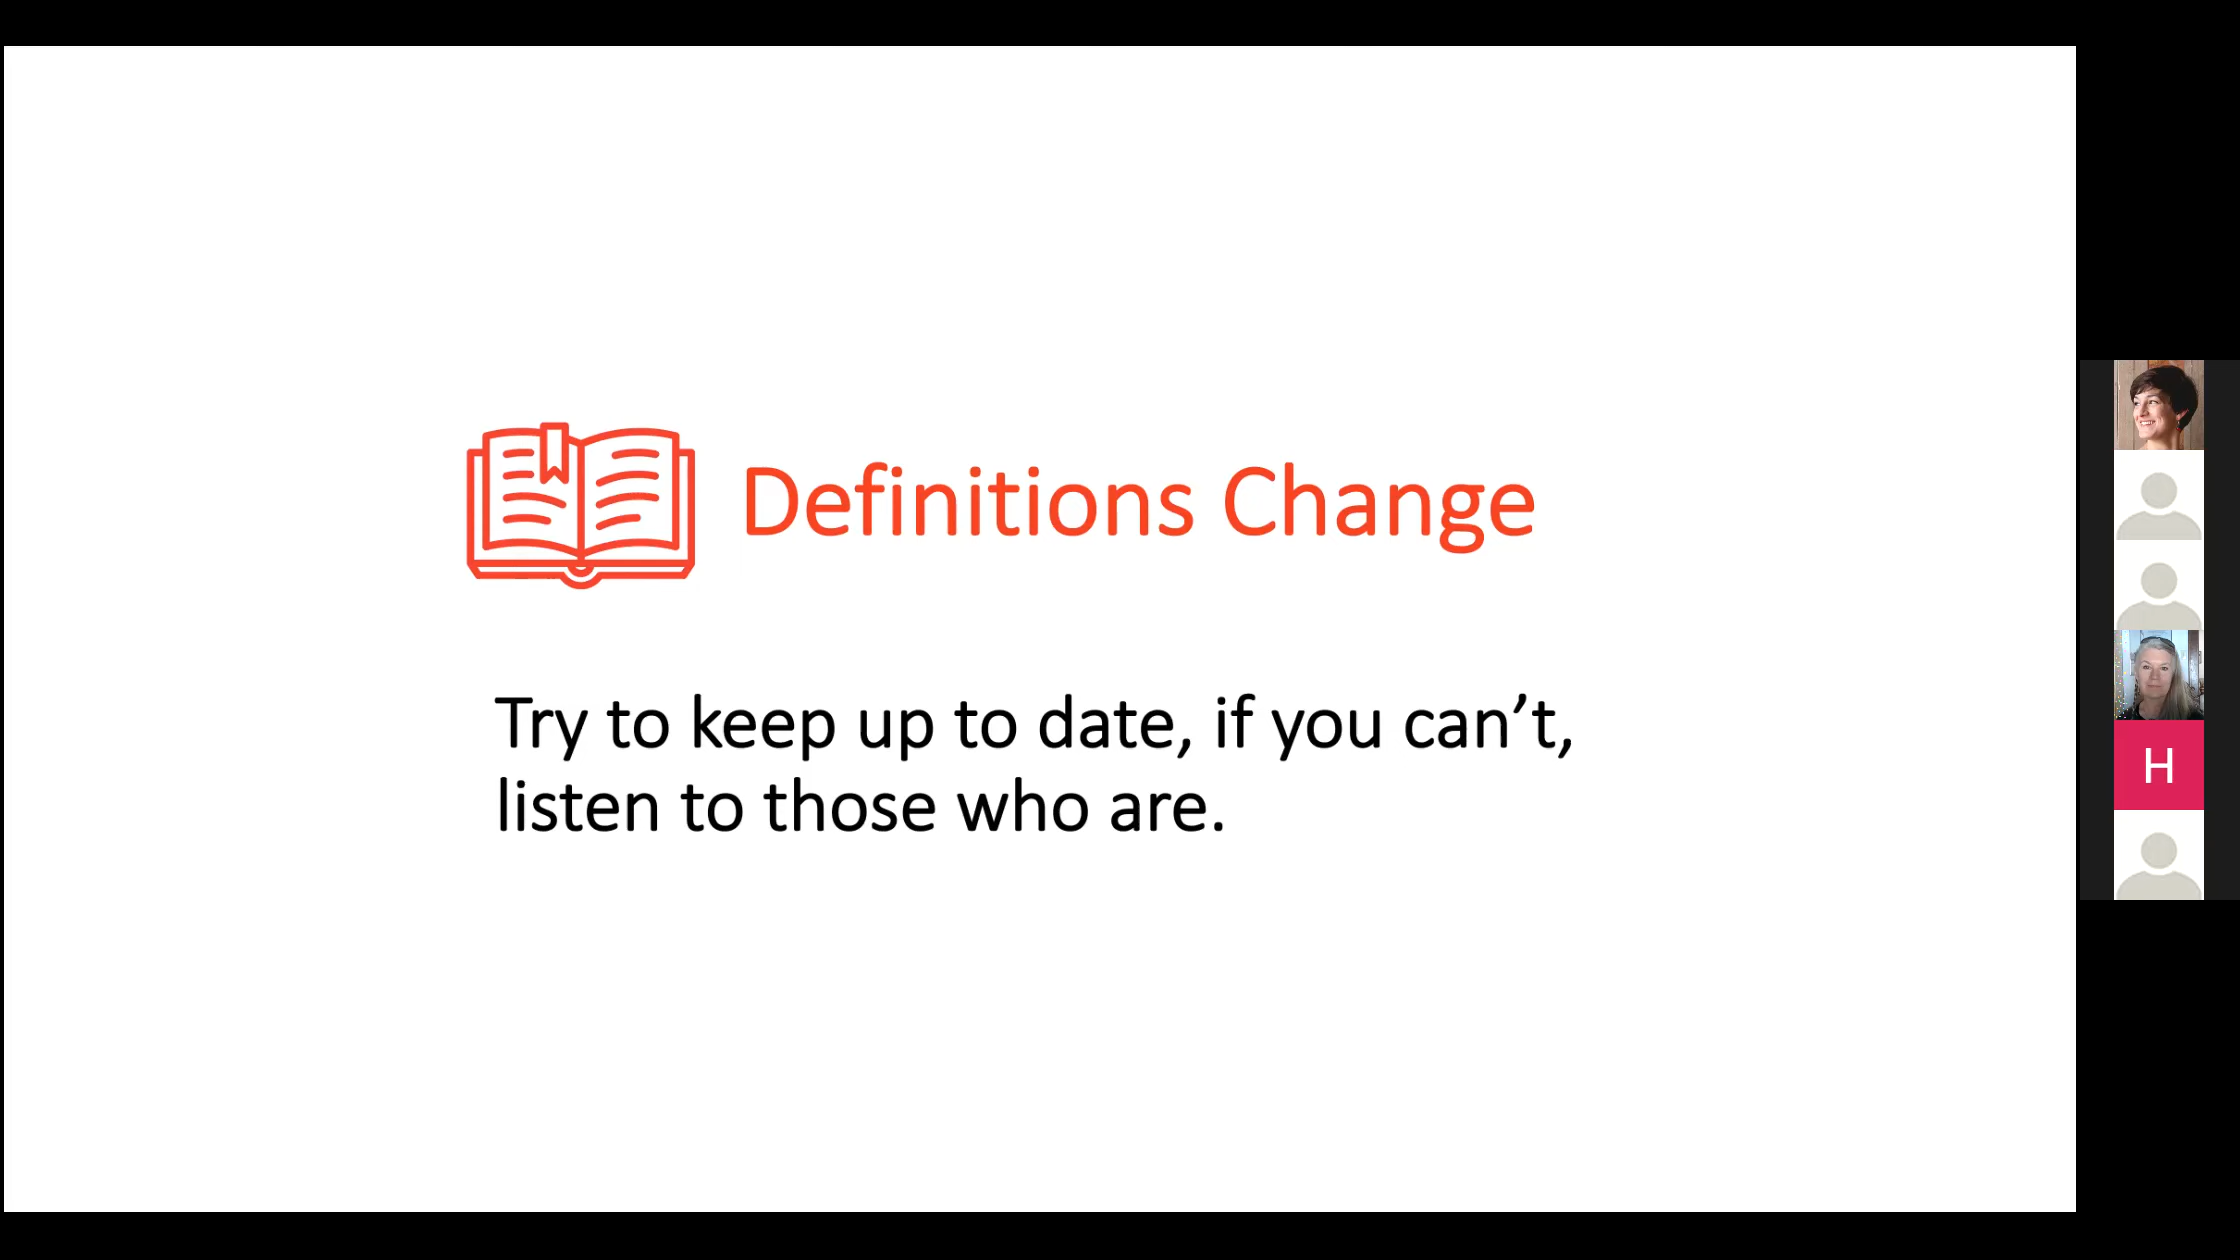 Definitions Change
Try to keep up to date, if you can’t,
listen to those who are.
H